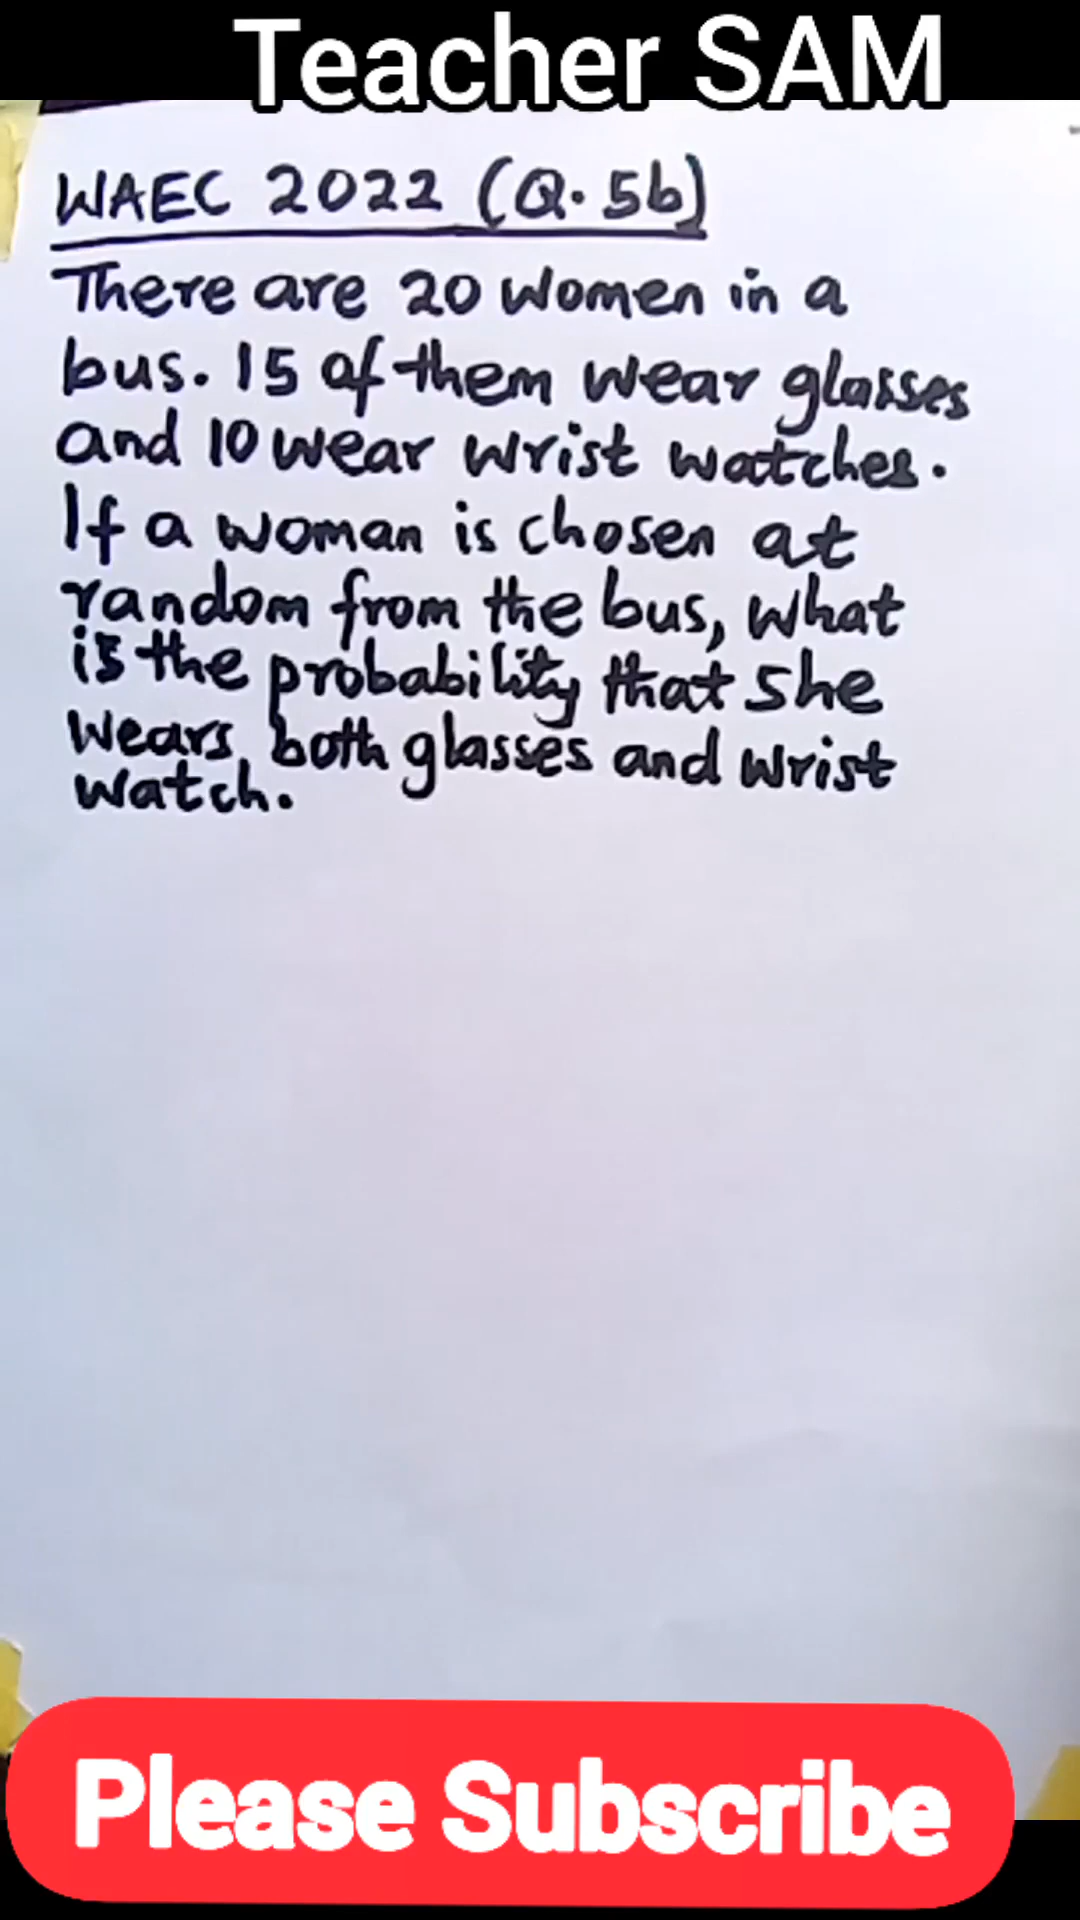 Teacher SAM
WAEC 2022 (Q. 5b)
There are 20 women in a
bus. 15 of them wear glasses
and 10 wear wrist watches.
If a woman is chosen at
random from the bus, what
is the probability that she
wears, both glasses and wrist
watch.
Please Subscribe